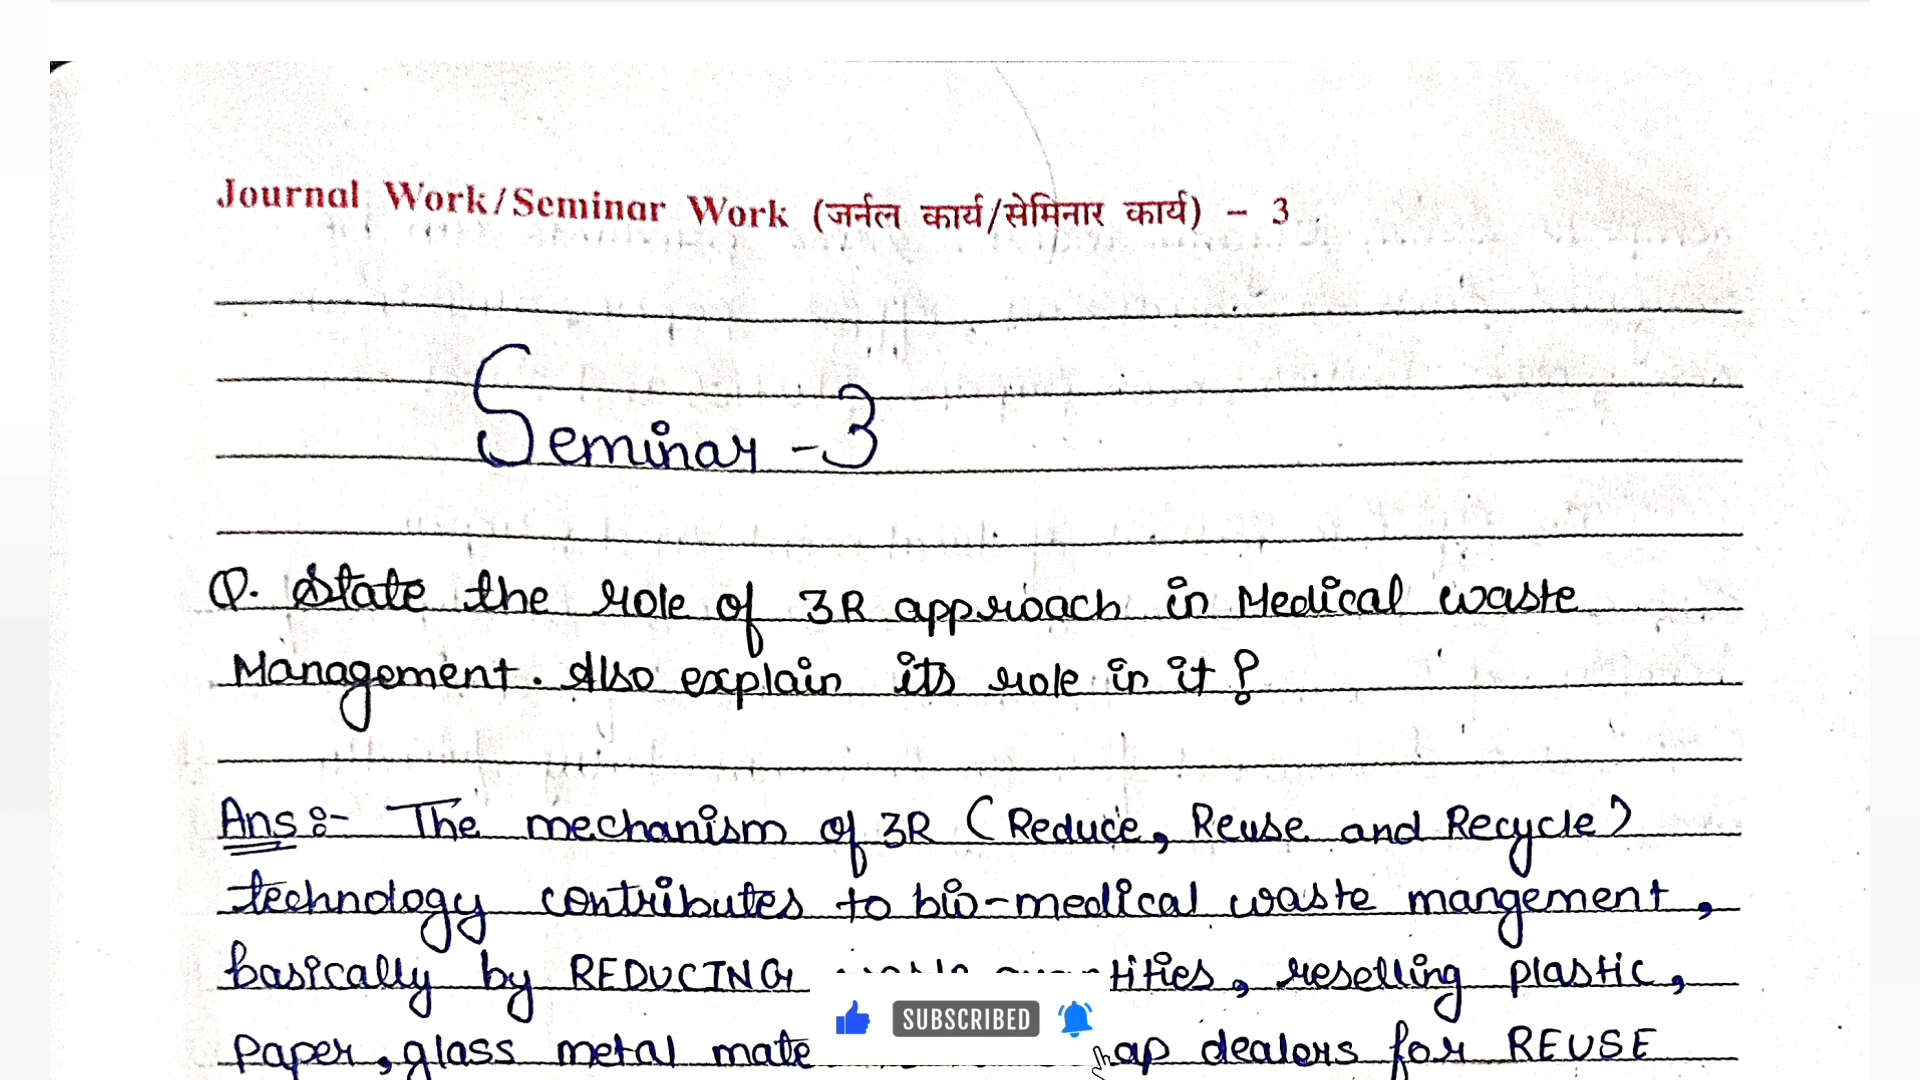 Journal Work/Seminar Work (जर्नल कार्य/सेमिनार कार्य) - 3
Seminar -3
Q. State the role of 3R approach in Medical waste
Management. Also explain its role in it?
Ans:- The mechanism of 3R (Reduce, Reuse and Recycle)
technology contributes to bio-medical waste mangement,
basically by REDUCING tities, reselling plastic,
paper, glass metal mate ap dealers for REUSE
SUBSCRIBED